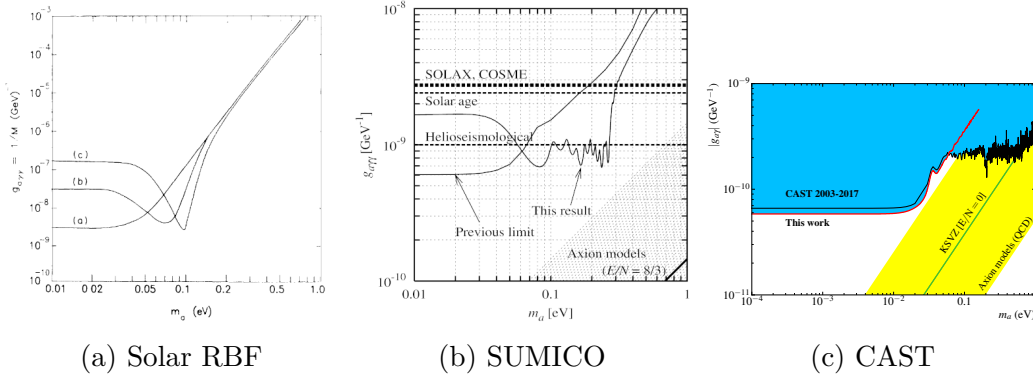 10⁻³
10⁻⁴
10⁻⁵
10⁻⁶
10⁻⁷
10⁻⁸
10⁻⁹
10⁻¹⁰
g_aγγ = 1/M (GeV)⁻¹
(c)
(b)
(a)
0.01 0 02 0.05 0.10 0.20 0.50 1.0
m_a (eV)
(a) Solar RBF
10⁻⁸
10⁻⁹
10⁻¹⁰
g_aγγ [GeV⁻¹]
SOLAX, COSME
Solar age
Helioseismological
This result
Previous limit
Axion models
(E/N = 8/3)
0.01 0.1 1
m_a [eV]
(b) SUMICO
10⁻⁹
10⁻¹⁰
10⁻¹¹
|g_aγ| (GeV⁻¹)
CAST 2003-2017
This work
KSVZ [E/N = 0]
Axion models (QCD)
10⁻⁴ 10⁻³ 10⁻² 0.1 1
m_a (eV)
(c) CAST